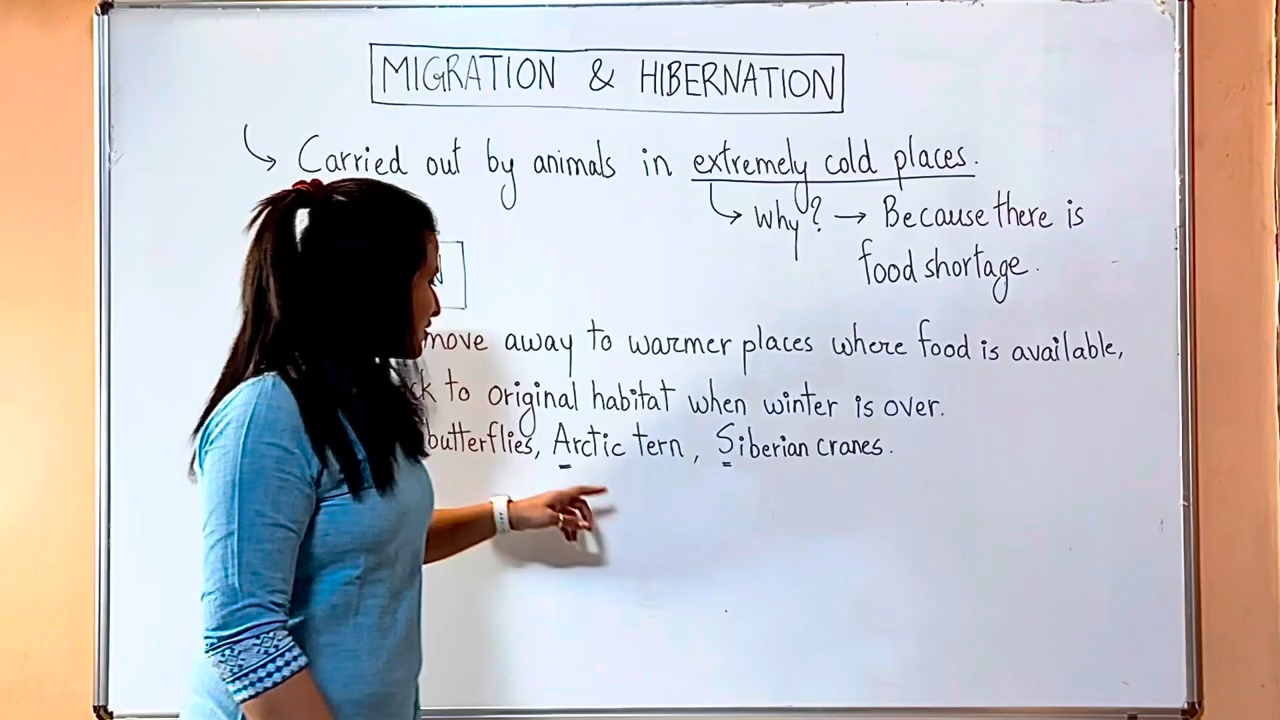 MIGRATION & HIBERNATION
Carried out by animals in extremely cold places.
Why? → Because there is
food shortage.
move away to warmer places where food is available,
to original habitat when winter is over.
butterflies, Arctic tern, Siberian cranes.